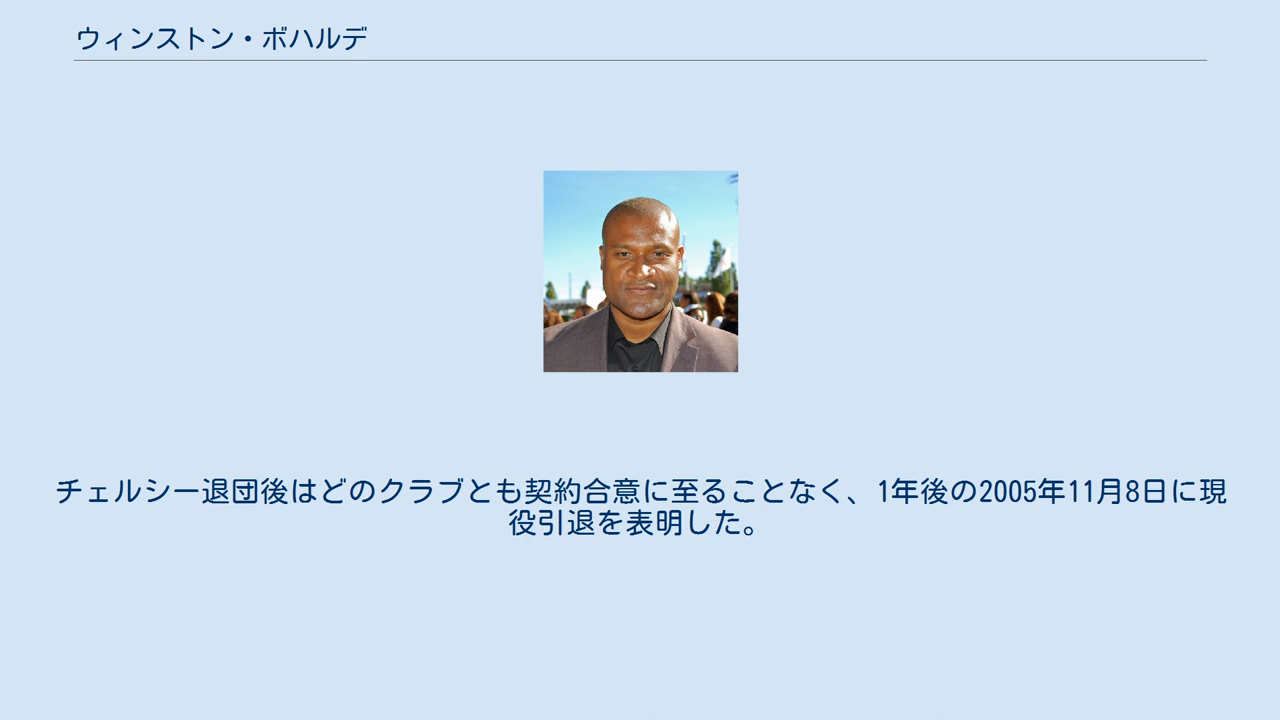 ウィンストン・ボハルデ
チェルシー退団後はどのクラブとも契約合意に至ることなく、1年後の2005年11月8日に現
役引退を表明した。